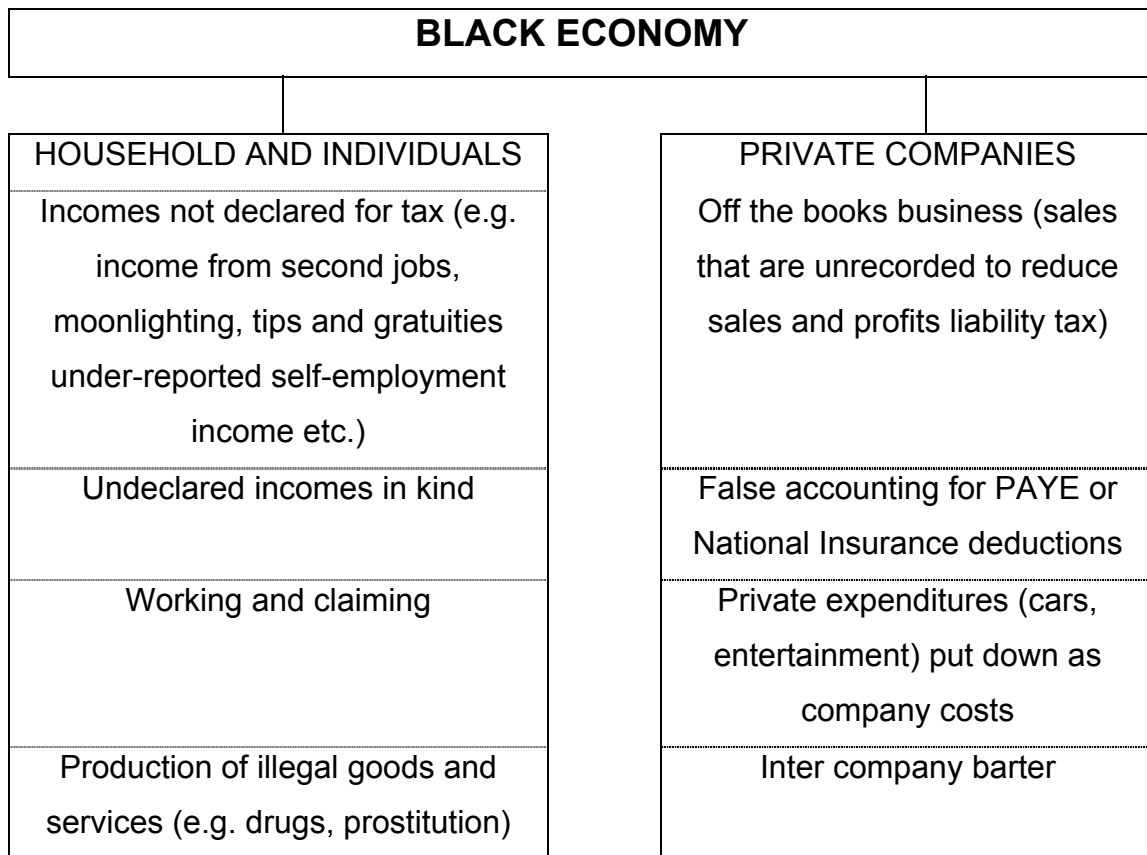 BLACK ECONOMY
HOUSEHOLD AND INDIVIDUALS
Incomes not declared for tax (e.g.
income from second jobs,
moonlighting, tips and gratuities
under-reported self-employment
income etc.)
Undeclared incomes in kind
Working and claiming
Production of illegal goods and
services (e.g. drugs, prostitution)
PRIVATE COMPANIES
Off the books business (sales
that are unrecorded to reduce
sales and profits liability tax)
False accounting for PAYE or
National Insurance deductions
Private expenditures (cars,
entertainment) put down as
company costs
Inter company barter